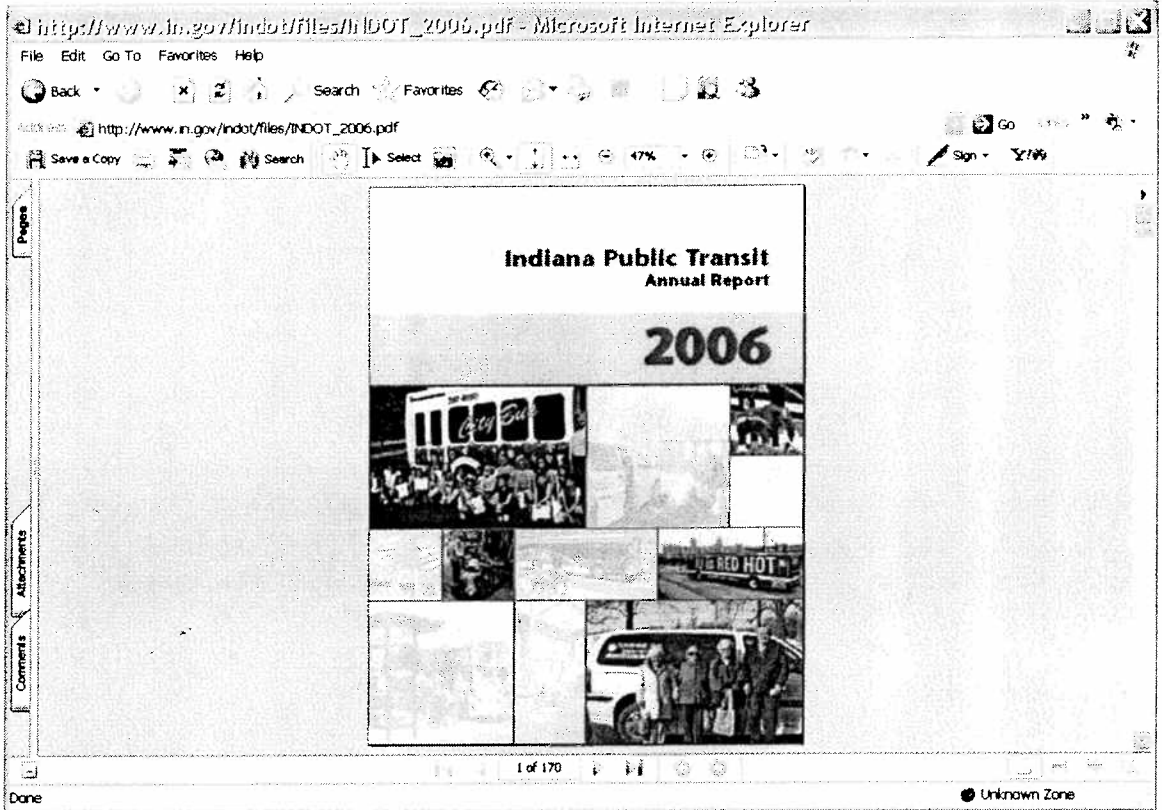 http://www.in.gov/indot/files/INDOT_2006.pdf - Microsoft Internet Explorer
File Edit Go To Favorites Help
Back Search Favorites
http://www.in.gov/indot/files/INDOT_2006.pdf Go
Save a Copy Search Select 47% Sign
Pages
Indiana Public Transit
Annual Report
2006
City Bus
RED HOT
Attachments
Comments
1 of 170
Done Unknown Zone